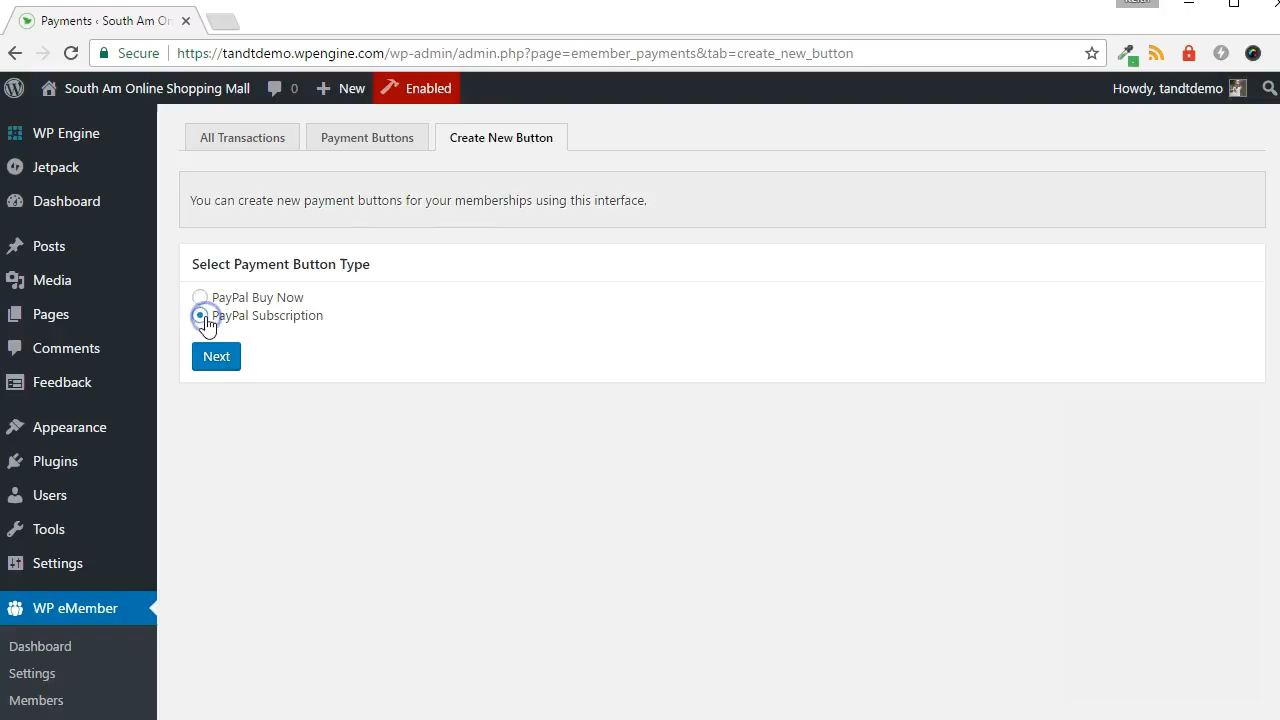 Payments ‹ South Am On
Keith
Secure https://tandtdemo.wpengine.com/wp-admin/admin.php?page=emember_payments&tab=create_new_button
South Am Online Shopping Mall 0 New Enabled Howdy, tandtdemo
WP Engine
Jetpack
Dashboard
Posts
Media
Pages
Comments
Feedback
Appearance
Plugins
Users
Tools
Settings
WP eMember
Dashboard
Settings
Members
All Transactions Payment Buttons Create New Button
You can create new payment buttons for your memberships using this interface.
Select Payment Button Type
PayPal Buy Now
PayPal Subscription
Next